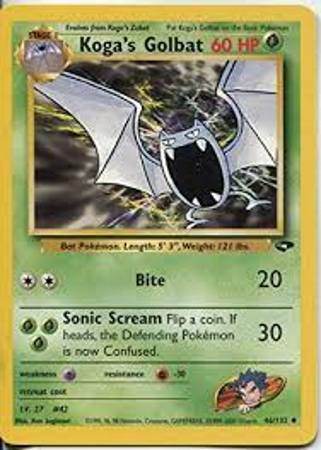 STAGE 1
Evolves from Koga's Zubat
Put Koga's Golbat on the Basic Pokémon
Koga's Golbat 60 HP
Bat Pokémon. Length: 5' 3", Weight: 121 lbs.
Bite 20
Sonic Scream Flip a coin. If
heads, the Defending Pokémon
is now Confused. 30
weakness
resistance -30
retreat cost
LV. 27 #42
Illus. Ken Sugimori
46/132